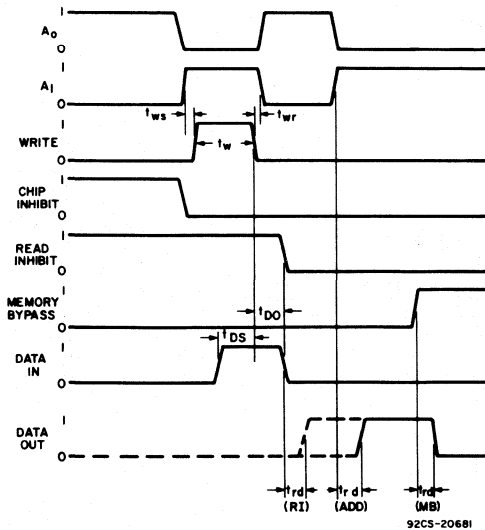 1
A₀
0
1
A₁
0
tws
twr
1
WRITE
tw
0
1
CHIP
INHIBIT
0
1
READ
INHIBIT
0
1
MEMORY
BYPASS
tDO
0
tDS
1
DATA
IN
0
1
DATA
OUT
0
trd
(RI)
trd
(ADD)
trd
(MB)
92CS-20681